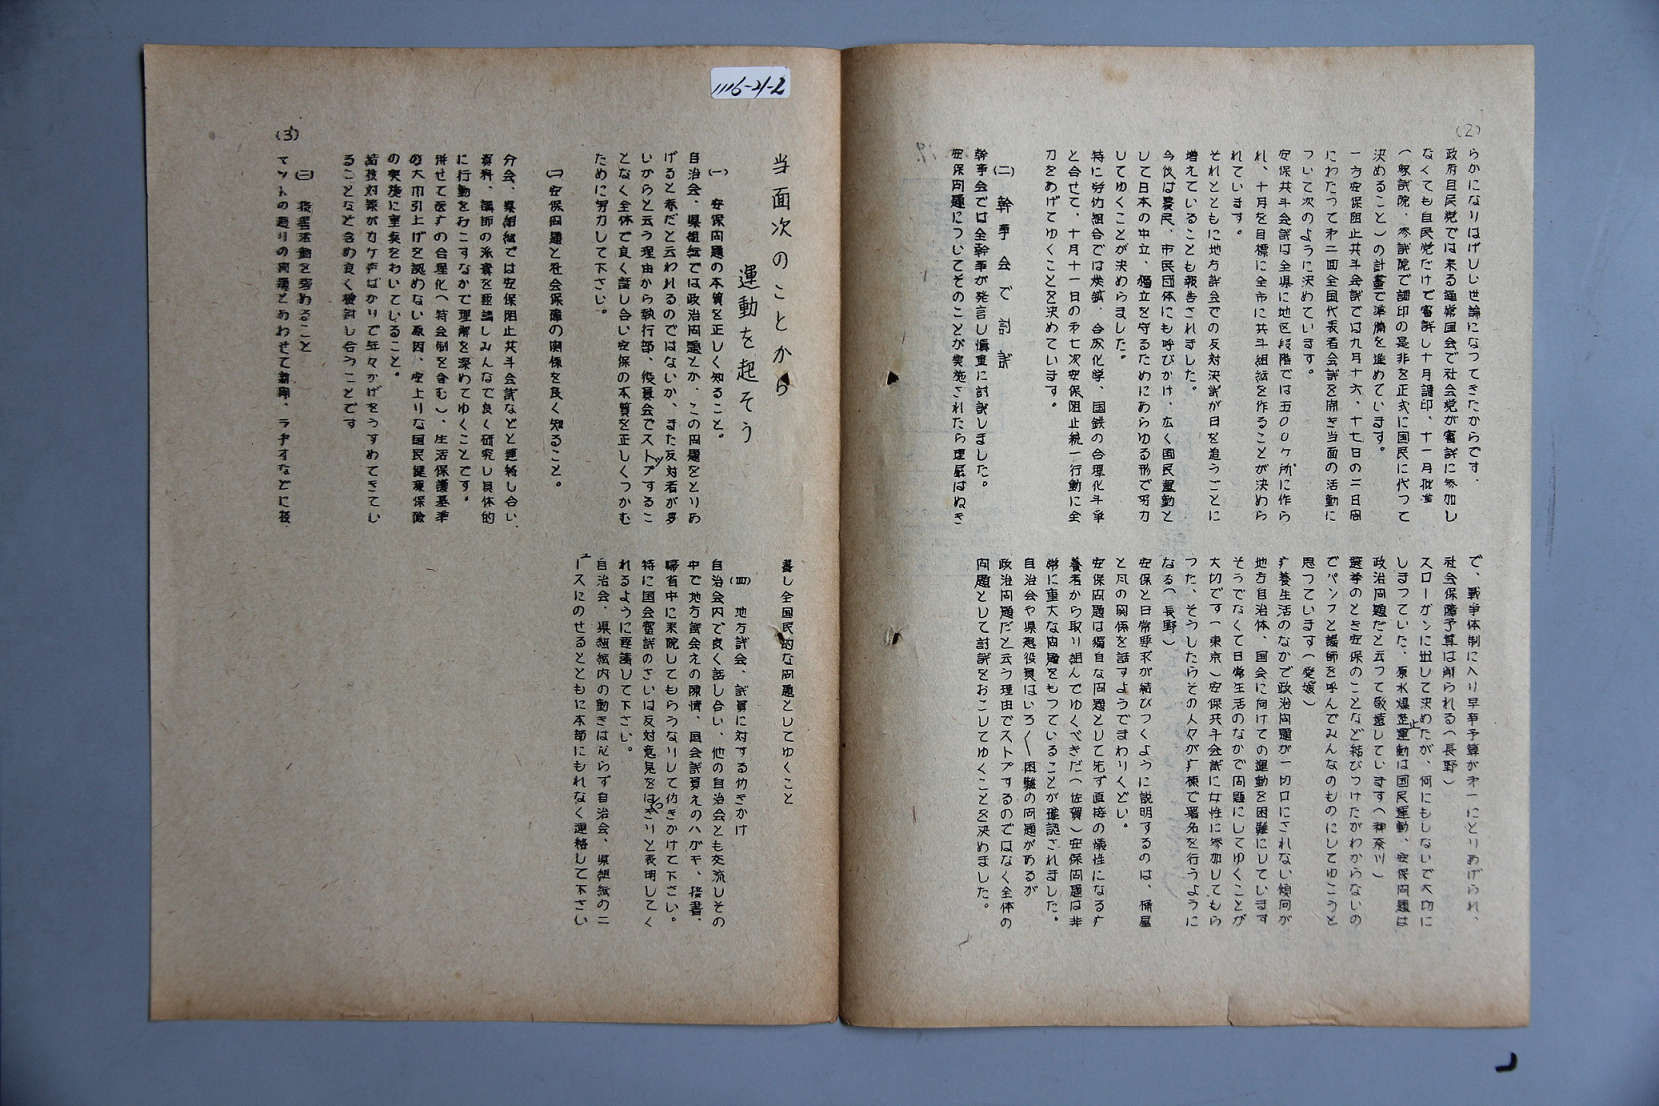 (2)
らかになりはげしい世論になってきたからです.
政府自民党では来る通常国会で社会党が審議に参加し
なくても自民党だけで審議し十月調印、十一月批准
(衆議院、参議院で調印の是非を正式に国民に代って
決めること)の計畫で準備を進めています。
一方安保阻止共斗会議では九月十六、十七日の二日間
にわたって第二回全国代表者会議を開き当面の活動に
ついて次のように決めています。
安保共斗会議は全県に地区段階では五〇〇ケ所に作ら
れ、十月を目標に全市に共斗組織を作ることが決めら
れています。
それとともに地方議会での反対決議が日を追うごとに
増えていることも報告されました。
今後は農民、市民団体にも呼びかけ、広く国民運動と
して日本の中立、独立を守るためにあらゆる形で努力
してゆくことが決められました。
特に労仂組合では炭鉱、合成化学、国鉄の合理化斗争
と合せて、十月十一日の第七次安保阻止統一行動に全
力をあげてゆくことを決めています。
(二) 幹事会で討議
幹事会では全幹事が発言し慎重に討議しました。
安保問題についてそのことが実施されたら理屈はぬき
で、戦争体制に入り早争予算が第一にとりあげられ、
社会保障予算は削られる(長野)
スローガンに出して決めたが、何にもしないで大切に
しまっていた、原水爆禁止運動は国民運動、安保問題は
政治問題だと云って敬遠しています(神奈川)
選挙のとき安保のことなど結びつけたがわからないの
でパンフと講師を呼んでみんなのものにしてゆこうと
思っています(愛媛)
疒養生活のなかで政治問題が一切口にされない傾向が
地方自治体、国会に向けての運動を困難にしています
そうでなくて日常生活のなかで問題にしてゆくことが
大切です(東京)安保共斗会議に女性に参加してもら
った、そうしたらその人々が疒棟で署名を行うように
なる(長野)
安保と日常要求が結びつくように説明するのは、桶屋
と風の関係を話すようでまわりくどい。
安保問題は獨自な問題として先ず直接の犠性になる疒
養者から取り組んでゆくべきだ(佐賀)安保問題は非
常に重大な内題をもっていることが確認されました。
自治会や県患役員はいろ〱困難の問題があるが
政治問題だと云う理由でストップするのではなく全体の
問題として討議をおこしてゆくことを決めました。
1116-21-2
(3)
当面次のことから
運動を起そう
(一) 安保問題の本質を正しく知ること。
自治会、県組織では政治問題とか、この問題をとりあ
げると赤だと云われるのではないか、また反対者が多
いからと云う理由から執行部、役員会でストップするこ
となく全体で良く話し合い安保の本質を正しくつかむ
ために努力して下さい。
(二) 安保問題と社会保障の関係を良く知ること。
分会、県組織では安保阻止共斗会議などと連絡し合い、
資料、講師の派遣を要請しみんなで良く研究し具体的
に行動をおこすなかで理解を深めてゆくことです。
併せて医疒の合理化(特会制を含む)、生活保護基準
の大巾引上げを認めない原因、空上りな国民健康保険
の実施に重奏をおいていること。
結核対策がカケ声ばかりで年々かげをうすめてきてい
ることなど含め良く検討し合うことです
(三) 投書活動を強めること
マットの廻りの問題とあわせて新聞、ラヂオなどに投
書し全国民的な問題としてゆくこと
(四) 地方議会、議員に対する仂きかけ
自治会内で良く話し合い、他の自治会とも交流しその
中で地方議会えの陳情、国会議員えのハガキ、投書、
帰省中に来院してもらうなりして仂きかけて下さい。
特に国会審議のさいは反対意見をはっきりと表明してく
れるように要請して下さい。
自治会、県組織内の動きは足らず自治会、県組織のニ
ュースにのせるとともに本部にもれなく連絡して下さい